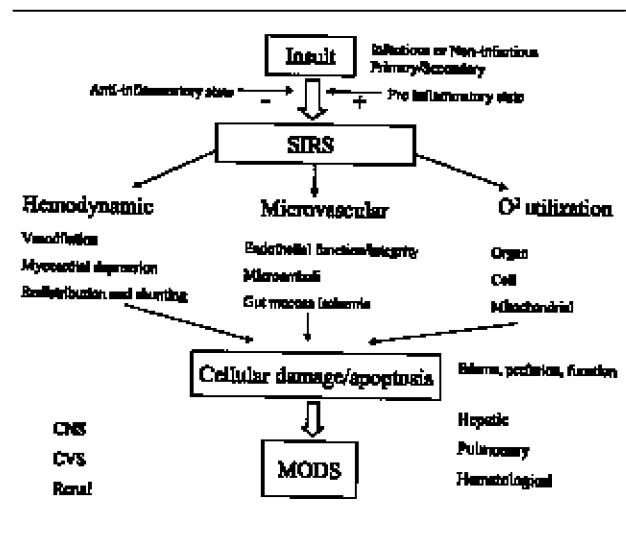 Insult
Infectious or Non-infectious
Primary/Secondary
Anti-inflammatory state
Pro inflammatory state
- +
SIRS
Hemodynamic
Microvascular
O² utilization
Vasodilation
Myocardial depression
Redistribution and shunting
Endothelial function/integrity
Microemboli
Gut mucosa ischemia
Organ
Cell
Mitochondrial
Cellular damage/apoptosis
Edema, perfusion, function
CNS
CVS
Renal
MODS
Hepatic
Pulmonary
Hematological